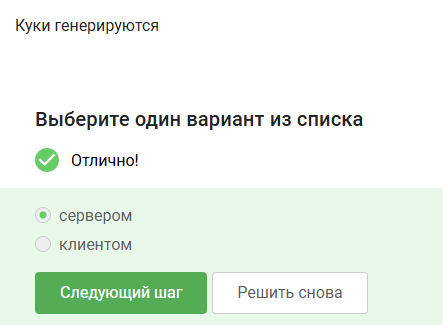 Куки генерируются
Выберите один вариант из списка
Отлично!
сервером
клиентом
Следующий шаг
Решить снова